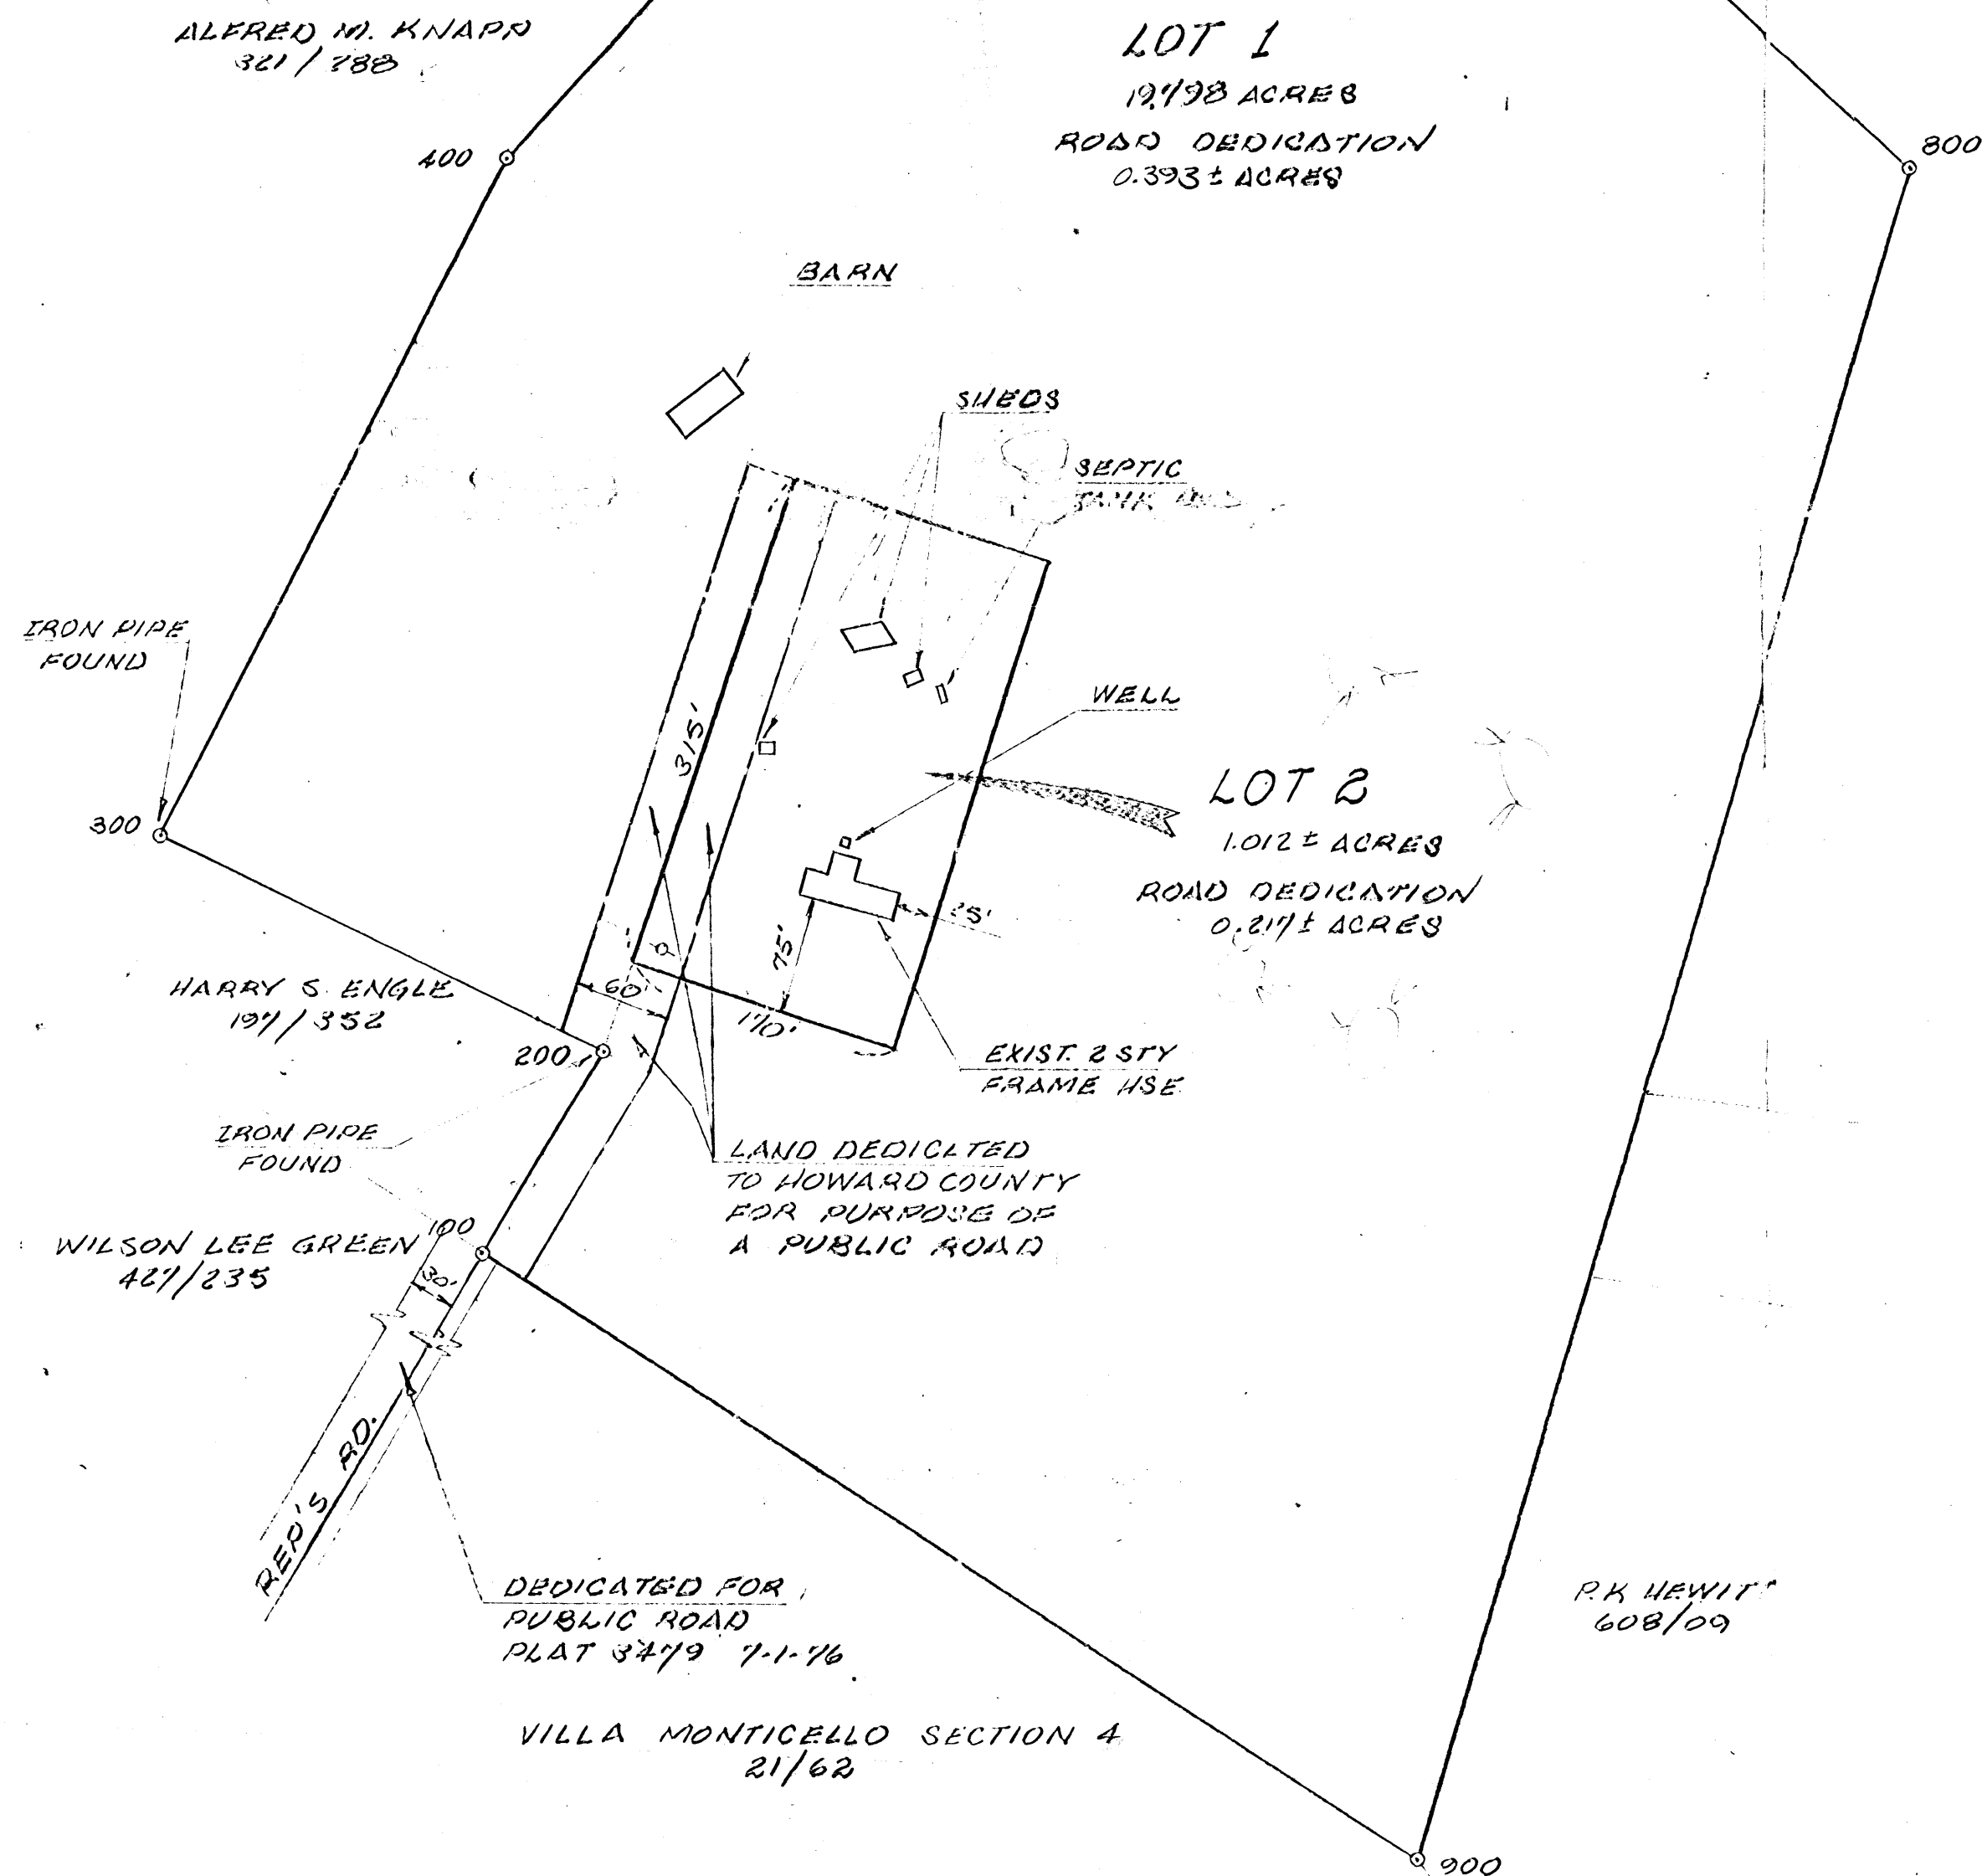 ALFRED M. KNAPP
321/288
LOT 1
19.798 ACRES
ROAD DEDICATION
0.393 ± ACRES
400
800
BARN
SHEDS
SEPTIC
TANK
IRON PIPE
FOUND
WELL
315'
300
LOT 2
1.012 ± ACRES
ROAD DEDICATION
0.217 ± ACRES
25'
75'
HARRY S. ENGLE
197/352
60'
170'
200
EXIST. 2 STY
FRAME HSE
IRON PIPE
FOUND
LAND DEDICATED
TO HOWARD COUNTY
FOR PURPOSE OF
A PUBLIC ROAD
WILSON LEE GREEN
427/235
100
30'
RD.
DEDICATED FOR
PUBLIC ROAD
PLAT 3479 7-1-76
P.K HEWITT
608/09
VILLA MONTICELLO SECTION 4
21/62
900